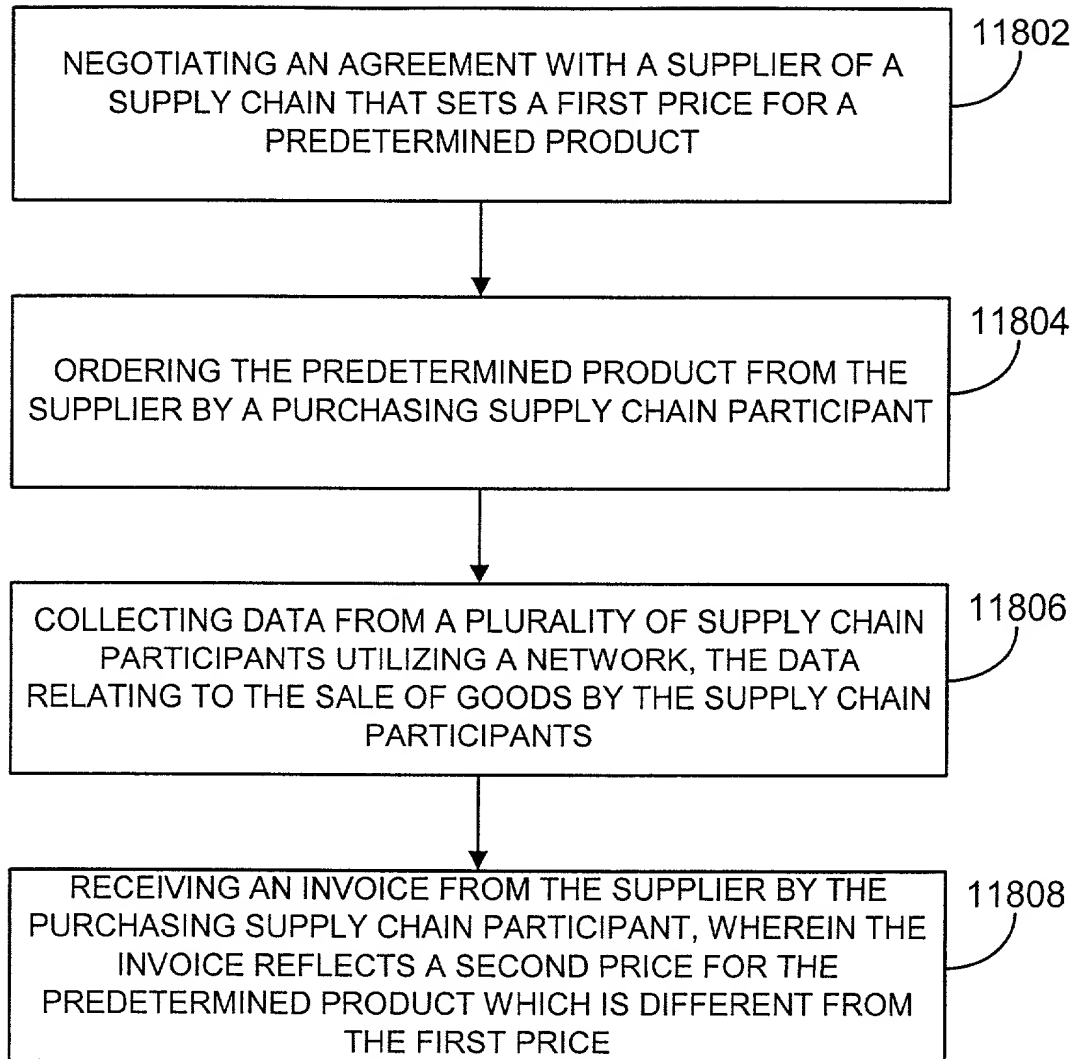 11802
NEGOTIATING AN AGREEMENT WITH A SUPPLIER OF A
SUPPLY CHAIN THAT SETS A FIRST PRICE FOR A
PREDETERMINED PRODUCT
11804
ORDERING THE PREDETERMINED PRODUCT FROM THE
SUPPLIER BY A PURCHASING SUPPLY CHAIN PARTICIPANT
11806
COLLECTING DATA FROM A PLURALITY OF SUPPLY CHAIN
PARTICIPANTS UTILIZING A NETWORK, THE DATA
RELATING TO THE SALE OF GOODS BY THE SUPPLY CHAIN
PARTICIPANTS
11808
RECEIVING AN INVOICE FROM THE SUPPLIER BY THE
PURCHASING SUPPLY CHAIN PARTICIPANT, WHEREIN THE
INVOICE REFLECTS A SECOND PRICE FOR THE
PREDETERMINED PRODUCT WHICH IS DIFFERENT FROM
THE FIRST PRICE